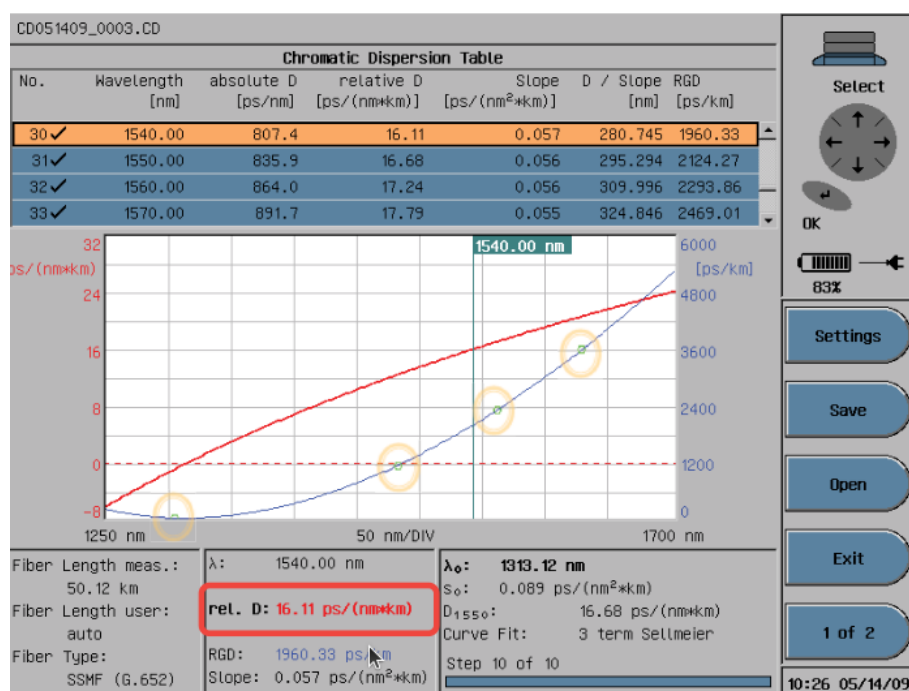 CD051409_0003.CD
Chromatic Dispersion Table
No. Wavelength absolute D relative D Slope D / Slope RGD
[nm] [ps/nm] [ps/(nm*km)] [ps/(nm²*km)] [nm] [ps/km]
30✓ 1540.00 807.4 16.11 0.057 280.745 1960.33
31✓ 1550.00 835.9 16.68 0.056 295.294 2124.27
32✓ 1560.00 864.0 17.24 0.056 309.996 2293.86
33✓ 1570.00 891.7 17.79 0.055 324.846 2469.01
32 1540.00 nm 6000
ps/(nm*km) [ps/km]
24 4800
16 3600
8 2400
0 1200
-8 0
1250 nm 50 nm/DIV 1700 nm
Fiber Length meas.:
50.12 km
Fiber Length user:
auto
Fiber Type:
SSMF (G.652)
λ: 1540.00 nm
rel. D: 16.11 ps/(nm*km)
RGD: 1960.33 ps/km
Slope: 0.057 ps/(nm²*km)
λ₀: 1313.12 nm
S₀: 0.089 ps/(nm²*km)
D₁₅₅₀: 16.68 ps/(nm*km)
Curve Fit: 3 term Sellmeier
Step 10 of 10
Select
OK
83%
Settings
Save
Open
Exit
1 of 2
10:26 05/14/09